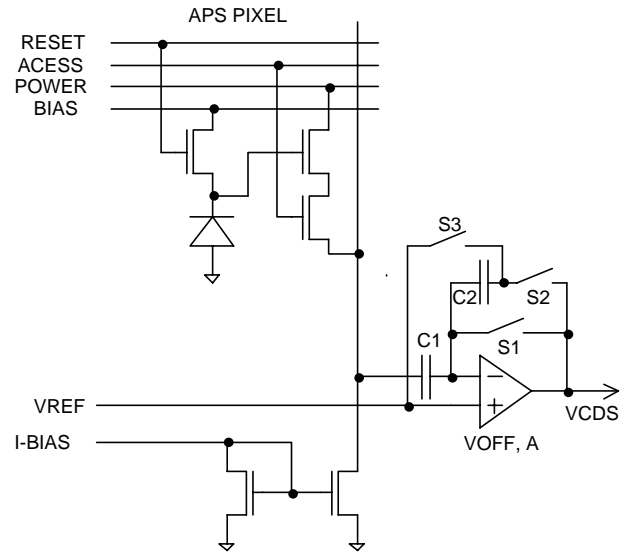 APS PIXEL
RESET
ACESS
POWER
BIAS
S3
C2
S2
C1
S1
VREF
VCDS
I-BIAS
VOFF, A